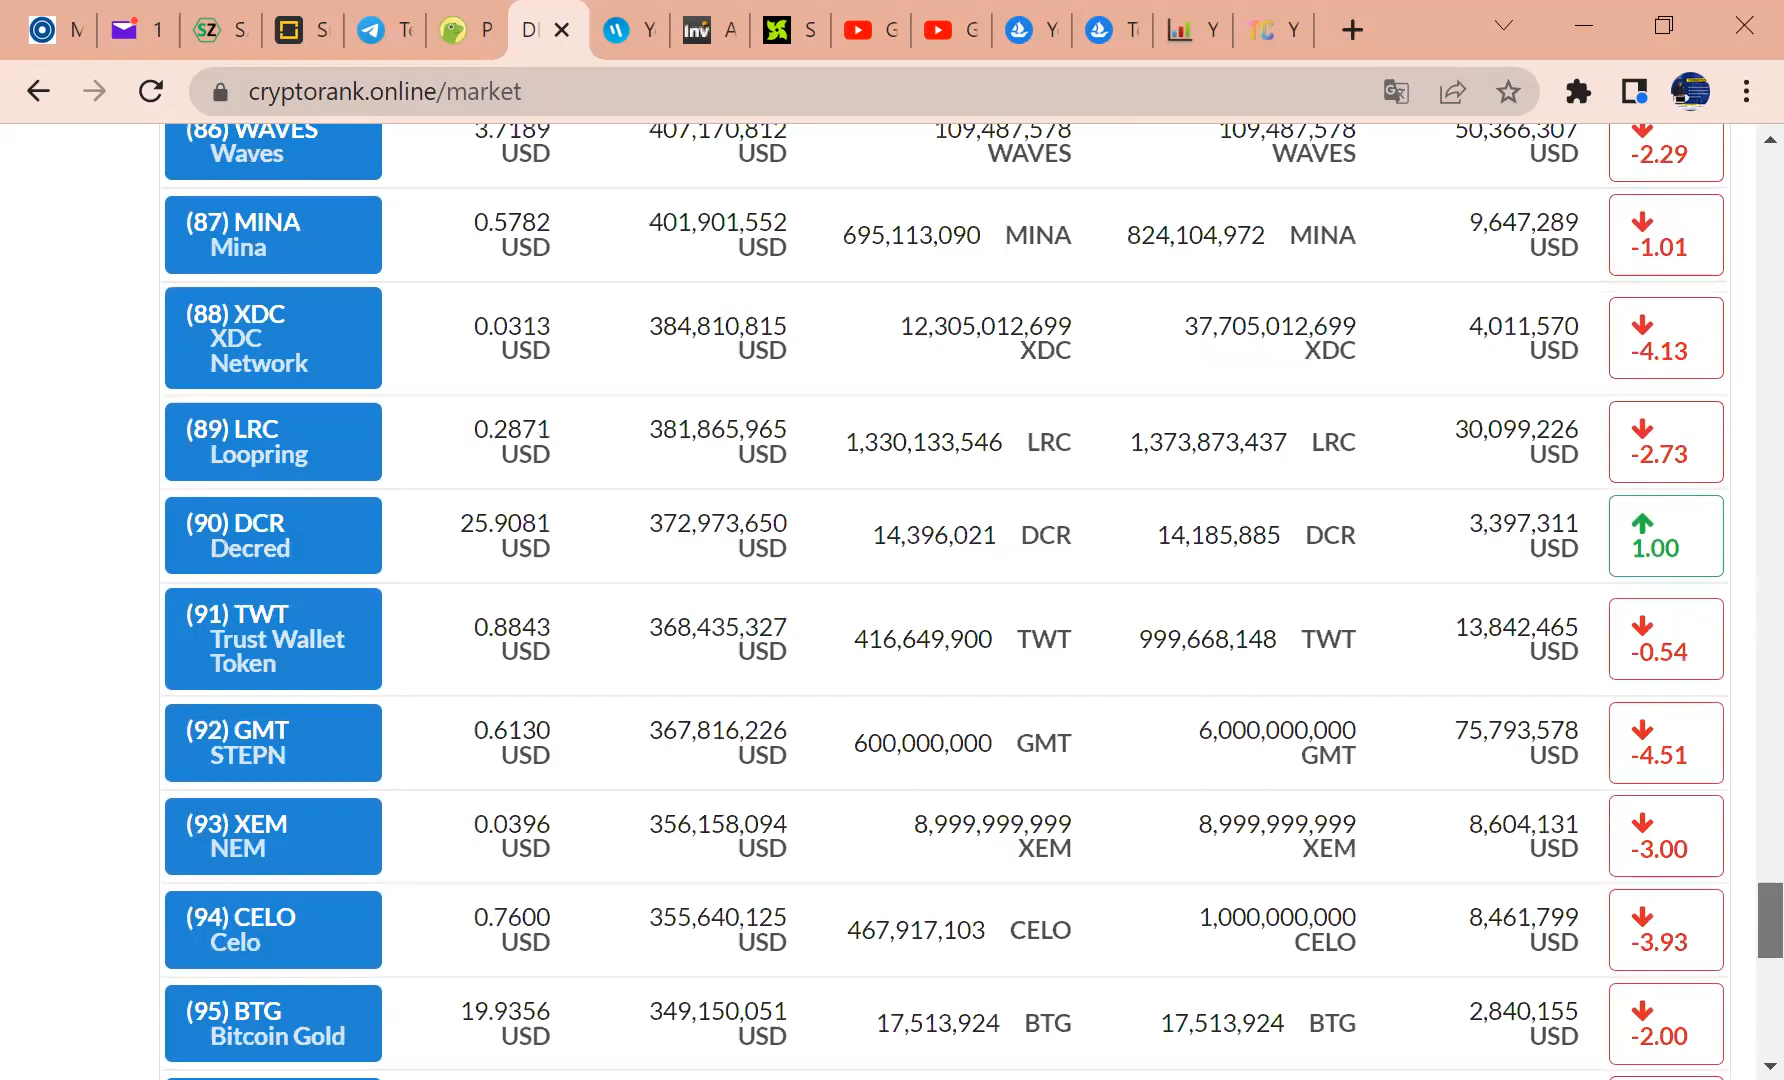 M
1
SZ
S
S
To
P
DI
Y
Inv
A
S
G
G
Y
To
Y
Y
cryptorank.online/market
(86) WAVES 3.7189 407,170,812 109,487,578 109,487,578 50,366,307
Waves USD USD WAVES WAVES USD -2.29
(87) MINA 0.5782 401,901,552 9,647,289
695,113,090 MINA 824,104,972 MINA
Mina USD USD USD -1.01
(88) XDC
0.0313 384,810,815 12,305,012,699 37,705,012,699 4,011,570
XDC
USD USD XDC XDC USD -4.13
Network
(89) LRC 0.2871 381,865,965 30,099,226
1,330,133,546 LRC 1,373,873,437 LRC
Loopring USD USD USD -2.73
(90) DCR 25.9081 372,973,650 3,397,311
14,396,021 DCR 14,185,885 DCR
Decred USD USD USD 1.00
(91) TWT
0.8843 368,435,327 13,842,465
Trust Wallet 416,649,900 TWT 999,668,148 TWT
USD USD USD -0.54
Token
(92) GMT 0.6130 367,816,226 6,000,000,000 75,793,578
600,000,000 GMT
STEPN USD USD GMT USD -4.51
(93) XEM 0.0396 356,158,094 8,999,999,999 8,999,999,999 8,604,131
NEM USD USD XEM XEM USD -3.00
(94) CELO 0.7600 355,640,125 1,000,000,000 8,461,799
467,917,103 CELO
Celo USD USD CELO USD -3.93
(95) BTG 19.9356 349,150,051 2,840,155
17,513,924 BTG 17,513,924 BTG
Bitcoin Gold USD USD USD -2.00